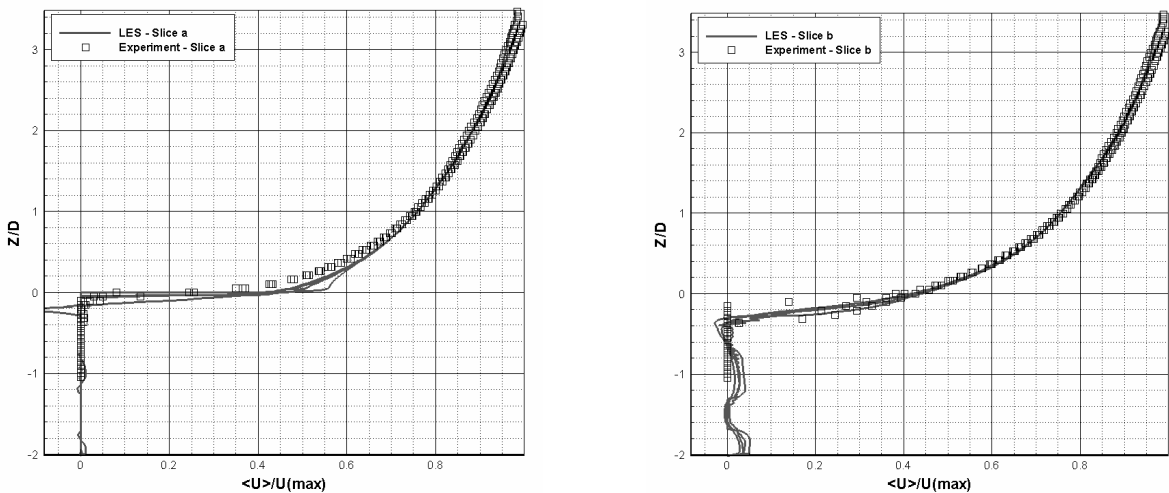 LES - Slice a
Experiment - Slice a
3
2
1
0
-1
-2
Z/D
0
0.2
0.4
0.6
0.8
<U>/U(max)
LES - Slice b
Experiment - Slice b
3
2
1
0
-1
-2
Z/D
0
0.2
0.4
0.6
0.8
<U>/U(max)